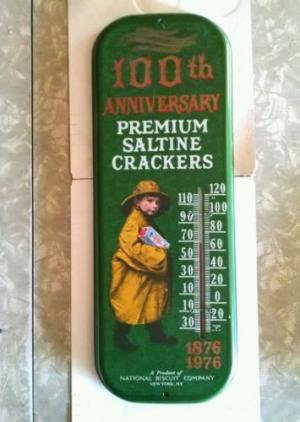 100th
ANNIVERSARY
PREMIUM
SALTINE
CRACKERS
120
110
100
90
80
70
60
50
40
30
20
10
0
10
20
30
1876
1976
A Product of
NATIONAL BISCUIT COMPANY
NEW YORK, NY